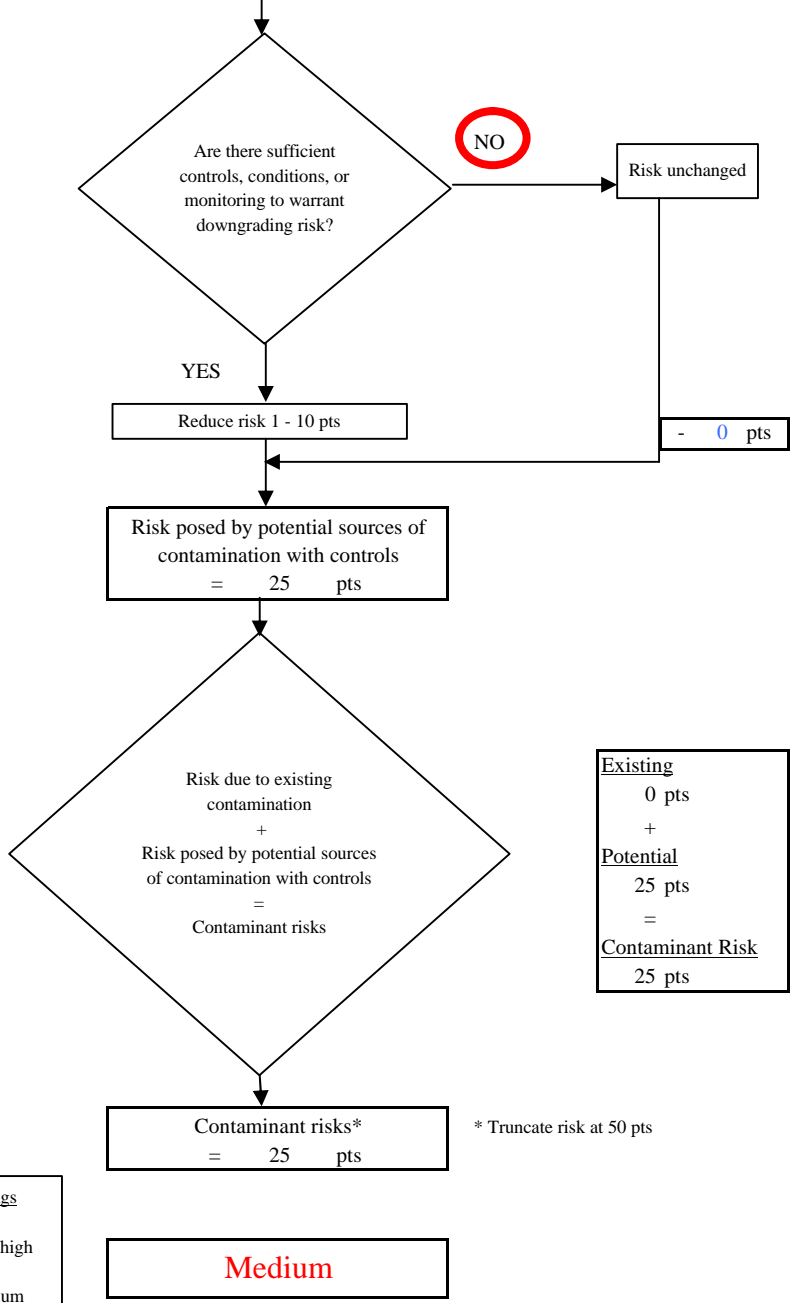 Are there sufficient
controls, conditions, or
monitoring to warrant
downgrading risk?
NO
Risk unchanged
YES
Reduce risk 1 - 10 pts
- 0 pts
Risk posed by potential sources of
contamination with controls
= 25 pts
Risk due to existing
contamination
+
Risk posed by potential sources
of contamination with controls
=
Contaminant risks
Existing
0 pts
+
Potential
25 pts
=
Contaminant Risk
25 pts
Contaminant risks*
= 25 pts
* Truncate risk at 50 pts
gs
high
um
Medium